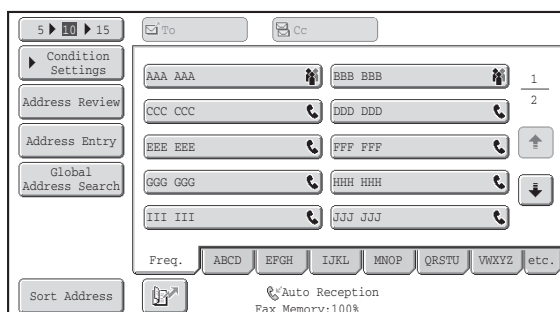 5 10 15
To
Cc
Condition
Settings
Address Review
Address Entry
Global
Address Search
AAA AAA
BBB BBB
CCC CCC
DDD DDD
EEE EEE
FFF FFF
GGG GGG
HHH HHH
III III
JJJ JJJ
1
2
Freq.
ABCD
EFGH
IJKL
MNOP
QRSTU
VWXYZ
etc.
Sort Address
Auto Reception
Fax Memory:100%